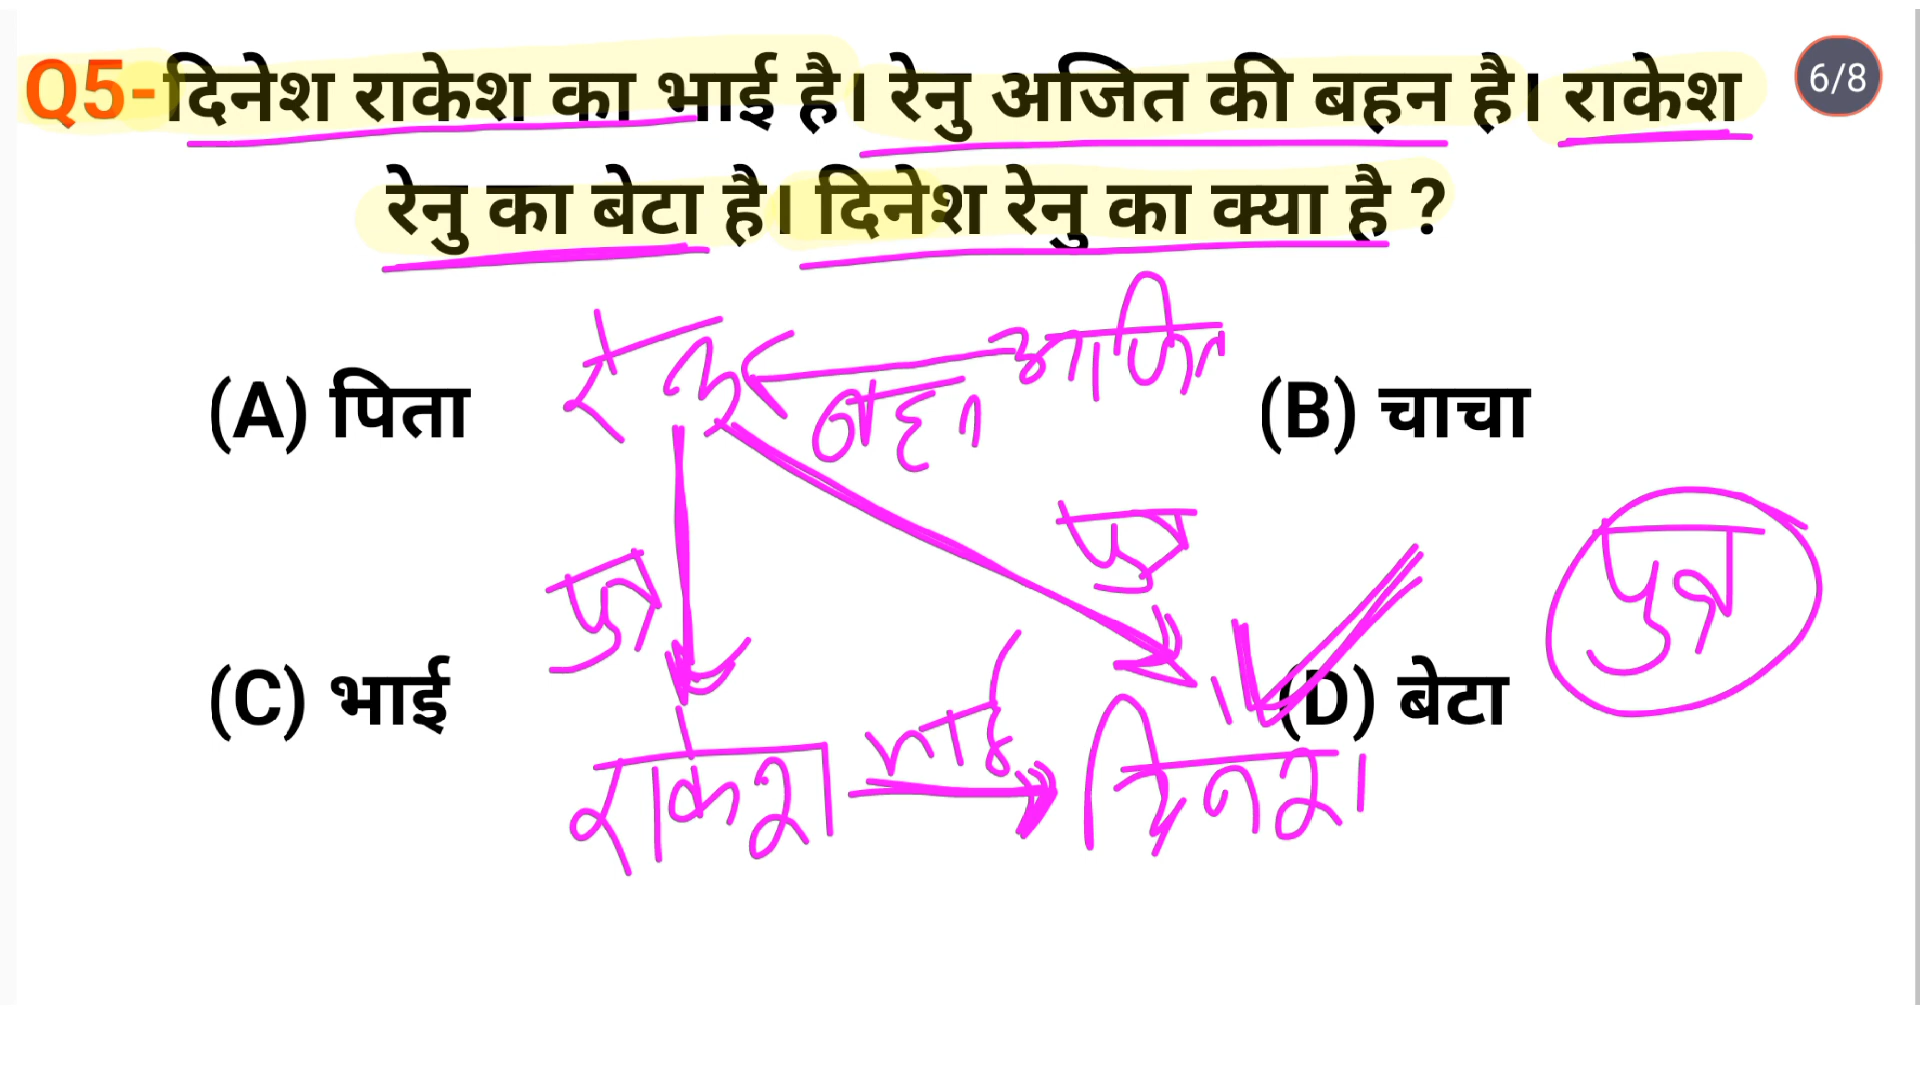 Q5-दिनेश राकेश का भाई है। रेनु अजित की बहन है। राकेश
6/8
रेनु का बेटा है। दिनेश रेनु का क्या है ?
रेनु
बहन
अजित
(A) पिता
(B) चाचा
पुत्र
पुत्र
पुत्र
(C) भाई
(D) बेटा
राकेश
भाई
दिनेश